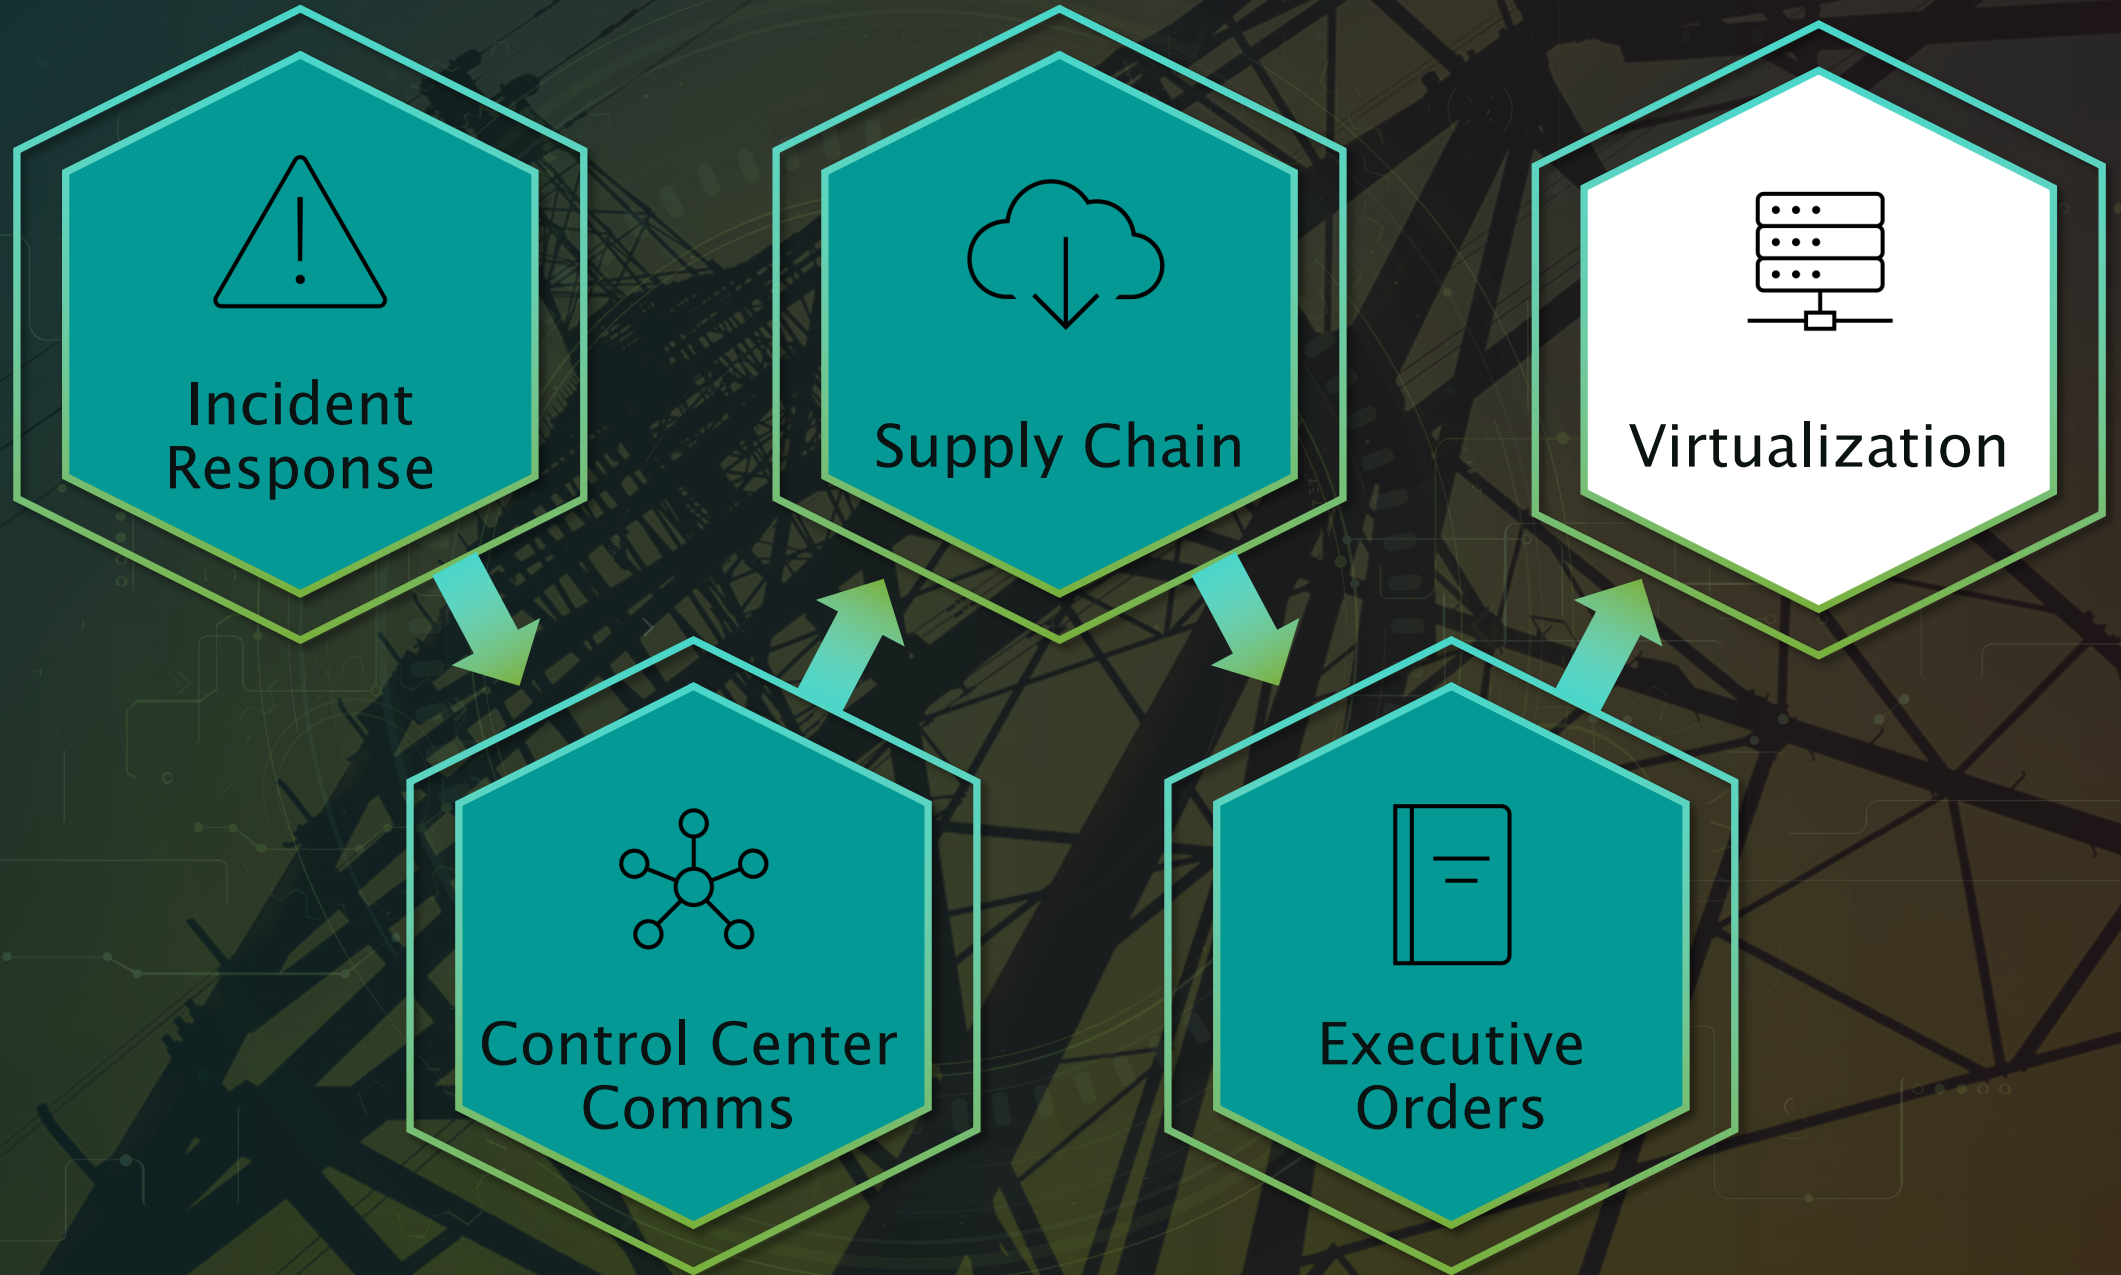 Incident
Response
Control Center
Comms
Supply Chain
Executive
Orders
Virtualization